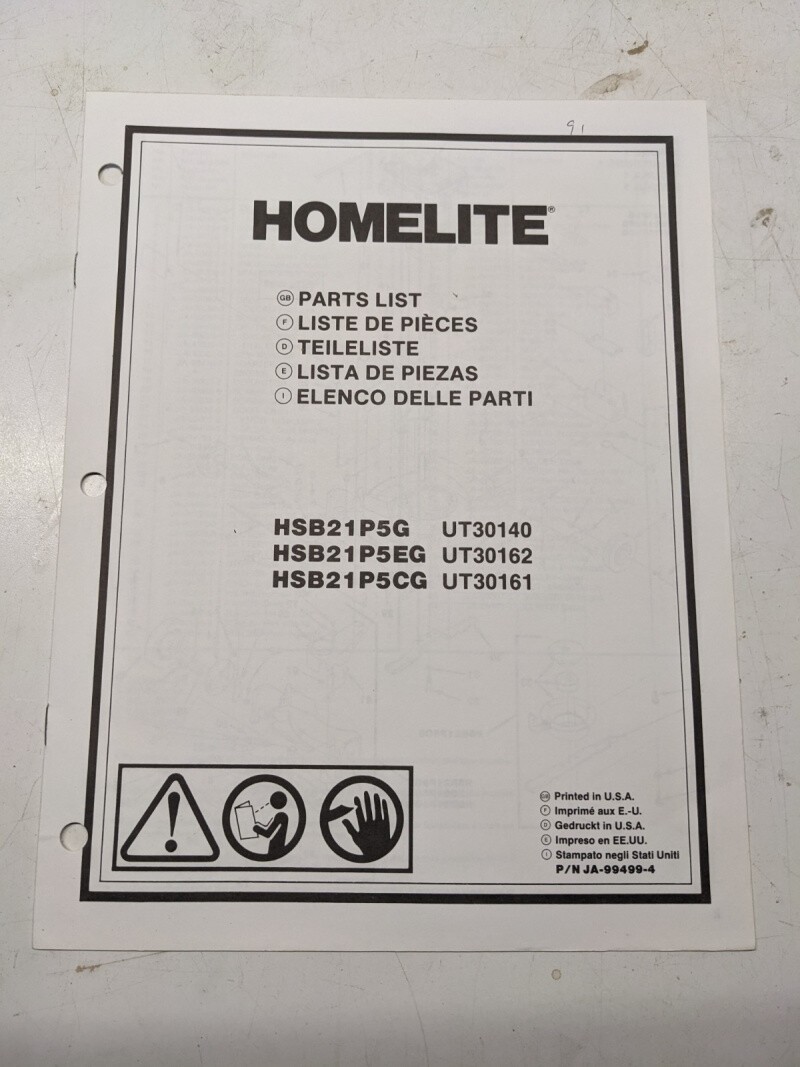 91
HOMELITE®
GB PARTS LIST
F LISTE DE PIÈCES
D TEILELISTE
E LISTA DE PIEZAS
I ELENCO DELLE PARTI
HSB21P5G UT30140
HSB21P5EG UT30162
HSB21P5CG UT30161
GB Printed in U.S.A.
F Imprimé aux E.-U.
D Gedruckt in U.S.A.
E Impreso en EE.UU.
I Stampato negli Stati Uniti
P/N JA-99499-4